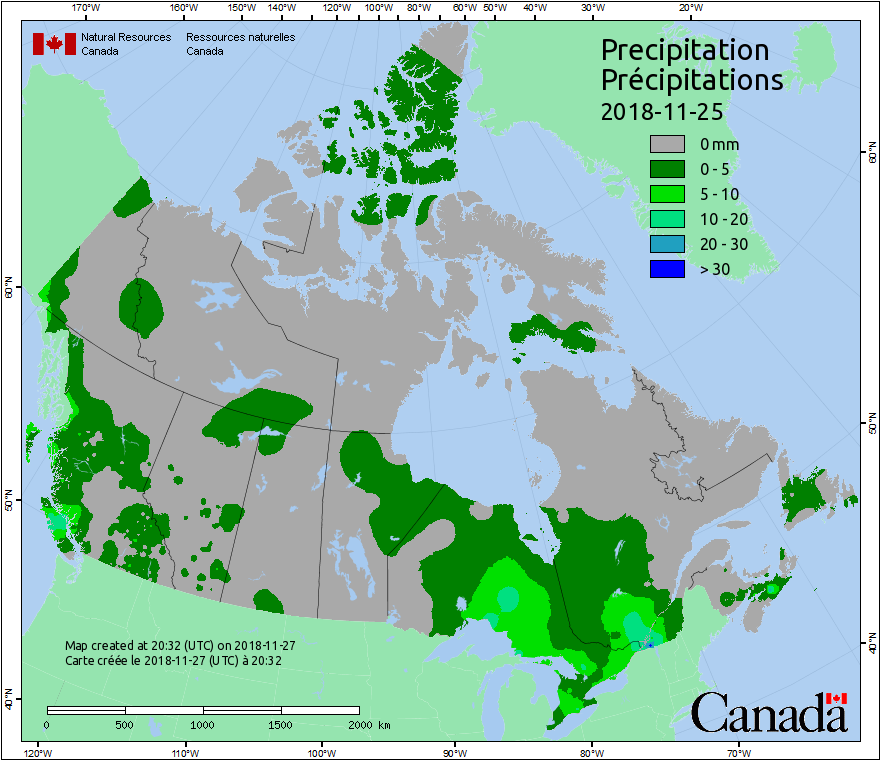 170°W 160°W 150°W 140°W 120°W 100°W 80°W 60°W 50°W 40°W 30°W 20°W
Natural Resources Ressources naturelles
Canada Canada
Precipitation
Précipitations
2018-11-25
0 mm
0 - 5
5 - 10
10 - 20
20 - 30
> 30
60°N
60°N
50°N
50°N
40°N
40°N
Map created at 20:32 (UTC) on 2018-11-27
Carte créée le 2018-11-27 (UTC) à 20:32
0 500 1000 1500 2000 km
Canada
120°W 110°W 100°W 90°W 80°W 70°W